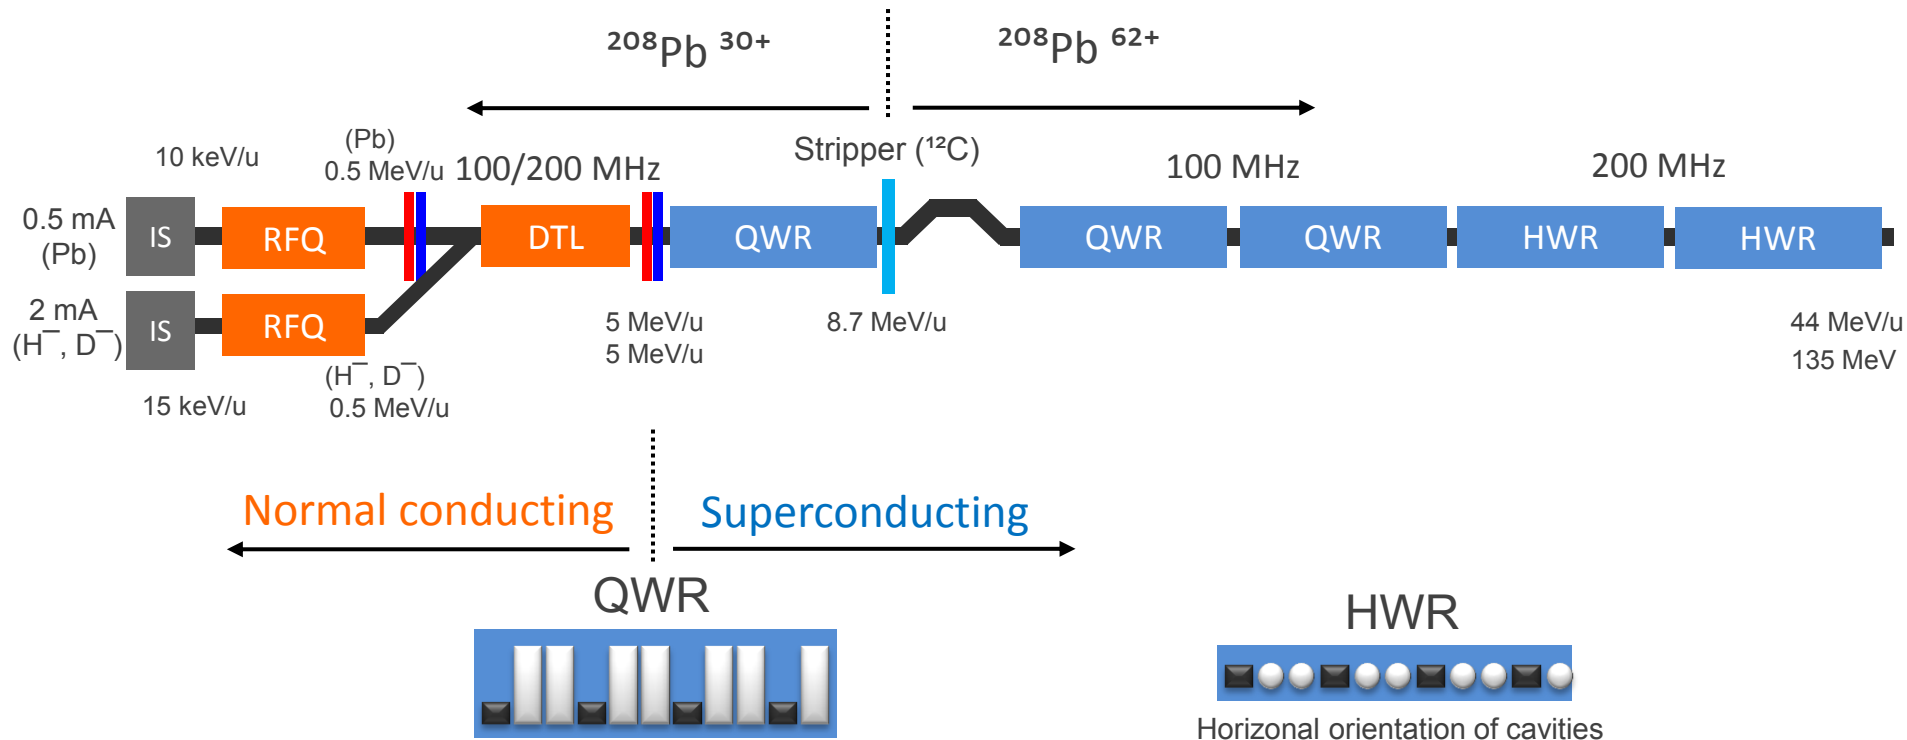 ²⁰⁸Pb ³⁰⁺
²⁰⁸Pb ⁶²⁺
(Pb)
10 keV/u
0.5 MeV/u
100/200 MHz
Stripper (¹²C)
100 MHz
200 MHz
0.5 mA
(Pb)
IS
RFQ
DTL
QWR
QWR
QWR
HWR
HWR
2 mA
(H¯, D¯)
IS
RFQ
5 MeV/u
5 MeV/u
8.7 MeV/u
44 MeV/u
135 MeV
15 keV/u
(H¯, D¯)
0.5 MeV/u
Normal conducting
Superconducting
QWR
HWR
Horizonal orientation of cavities